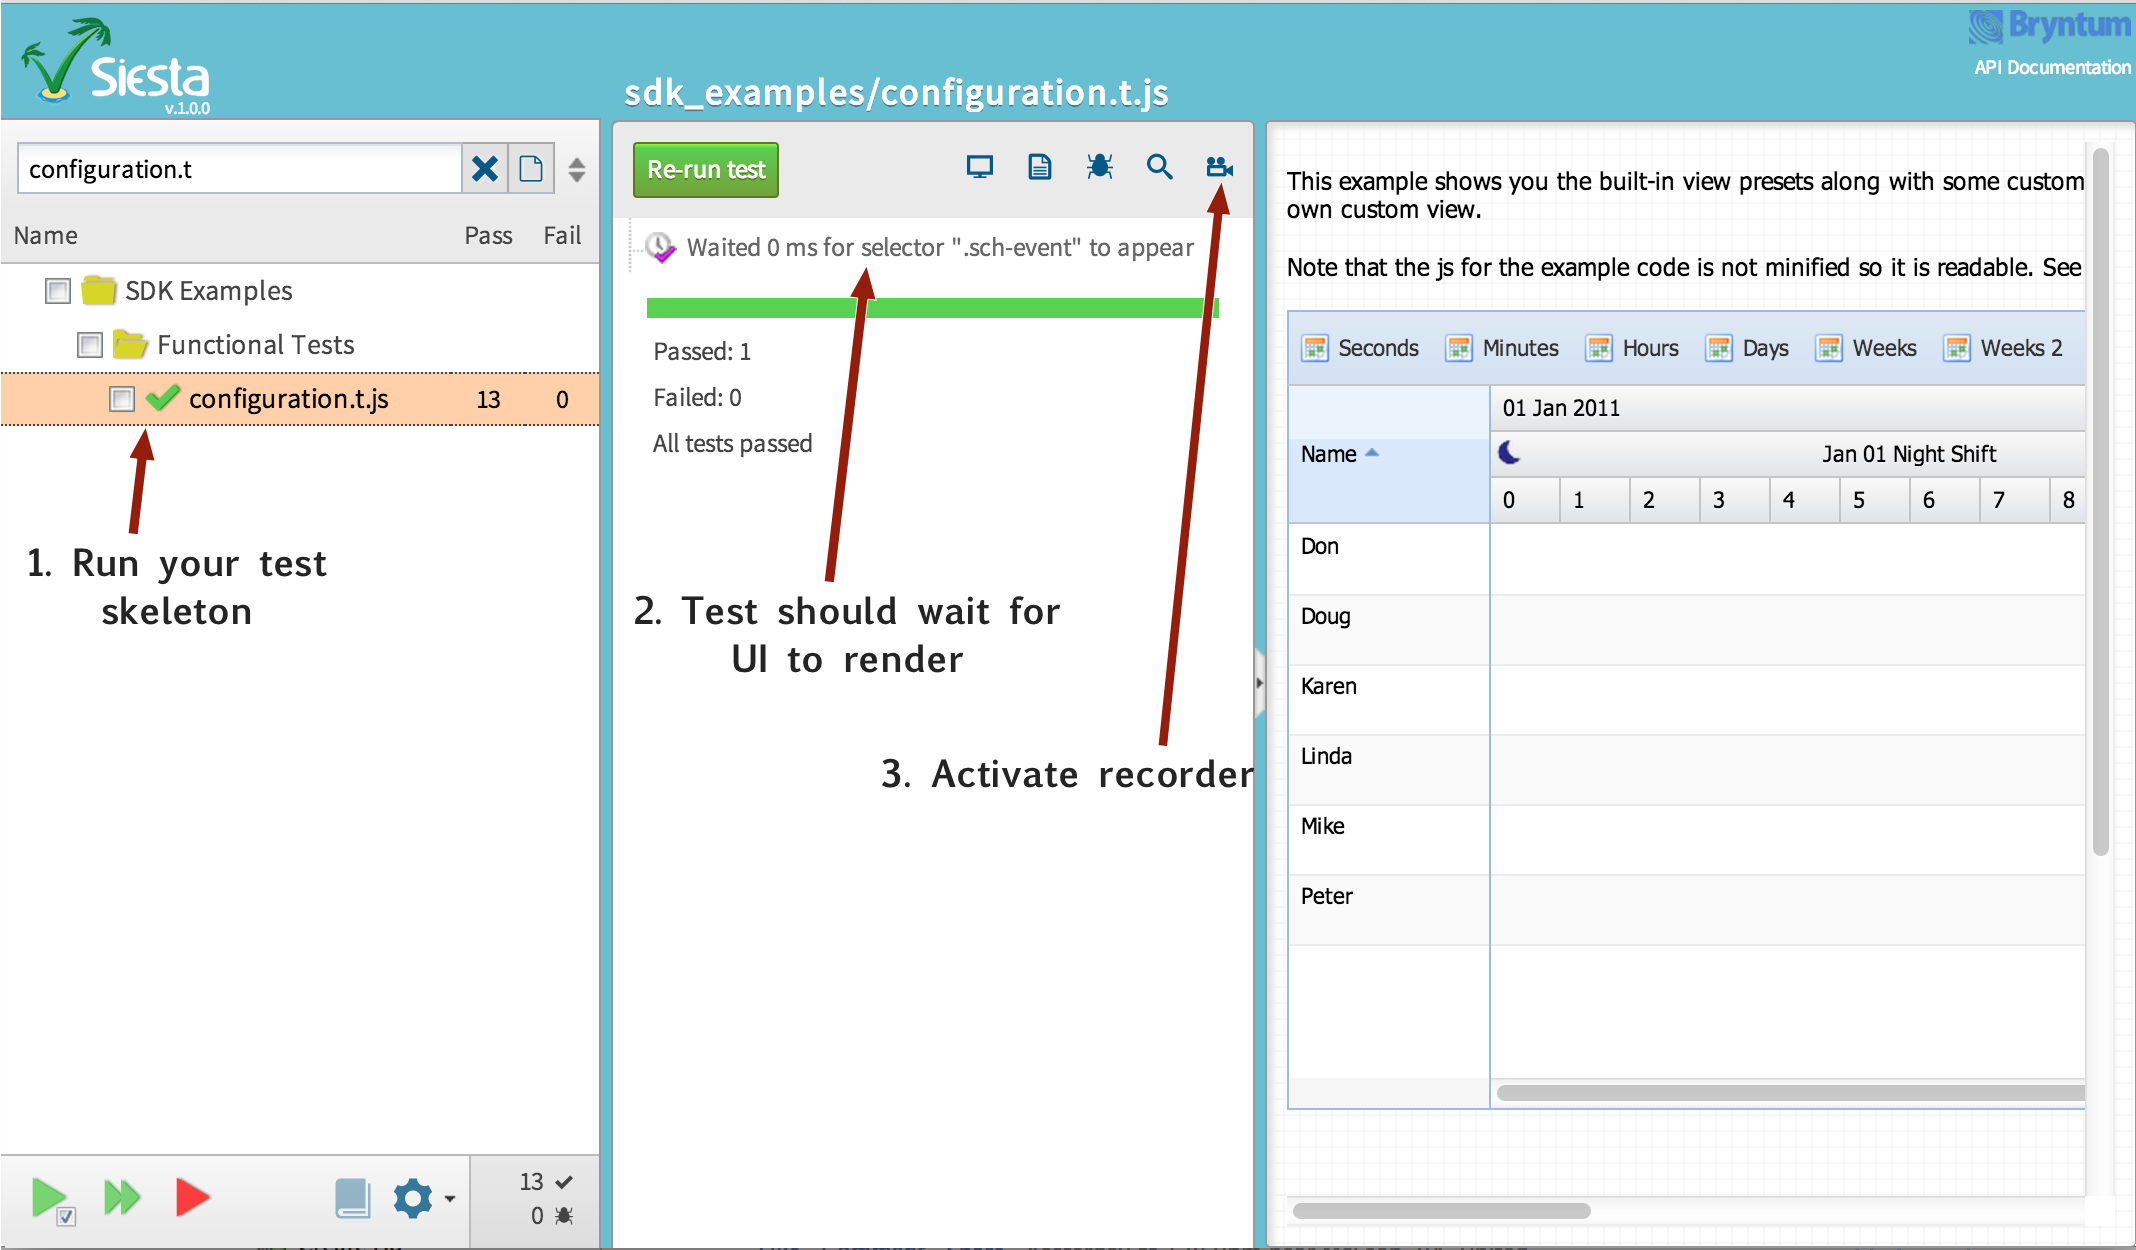 Siesta
v.1.0.0
Bryntum
API Documentation
sdk_examples/configuration.t.js
configuration.t
Name Pass Fail
SDK Examples
Functional Tests
configuration.t.js 13 0
1. Run your test
skeleton
13
0
Re-run test
Waited 0 ms for selector ".sch-event" to appear
Passed: 1
Failed: 0
All tests passed
2. Test should wait for
UI to render
3. Activate recorder
This example shows you the built-in view presets along with some custom
own custom view.
Note that the js for the example code is not minified so it is readable. See
Seconds Minutes Hours Days Weeks Weeks 2
01 Jan 2011
Name
Jan 01 Night Shift
0 1 2 3 4 5 6 7 8
Don
Doug
Karen
Linda
Mike
Peter